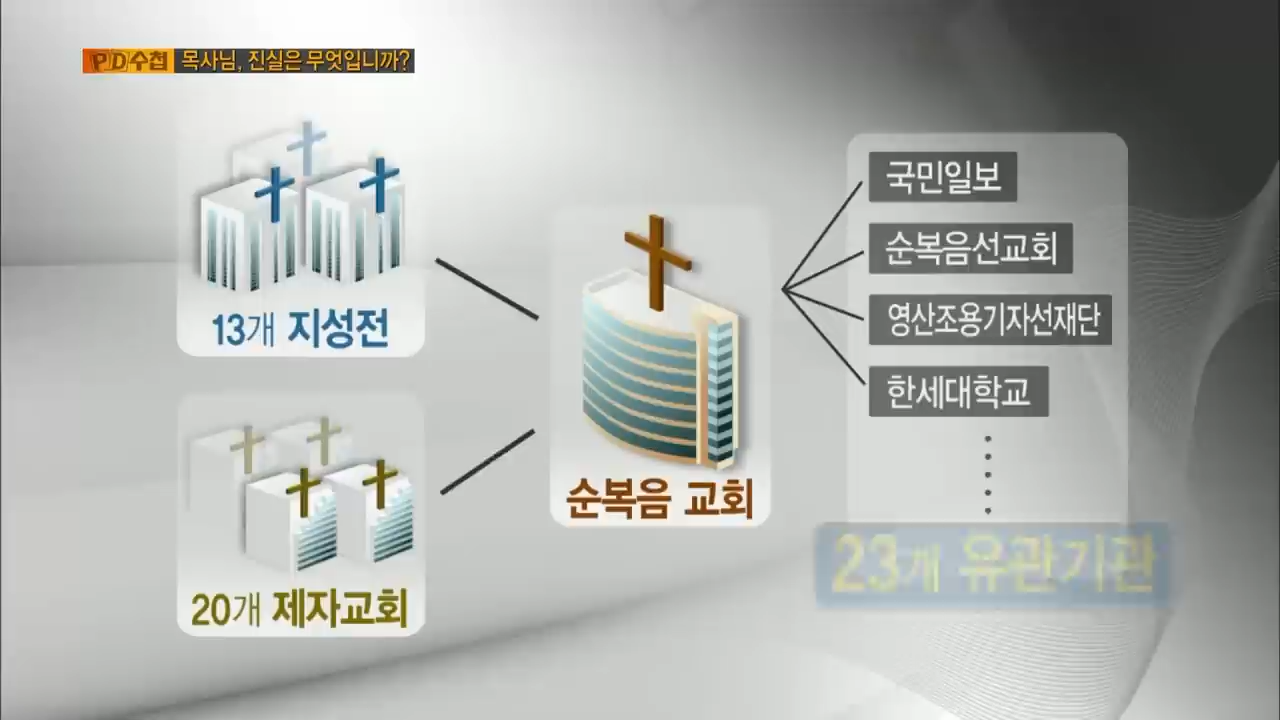 PD수첩 목사님, 진실은 무엇입니까?
13개 지성전
20개 제자교회
순복음 교회
국민일보
순복음선교회
영산조용기자선재단
한세대학교
23개 유관기관